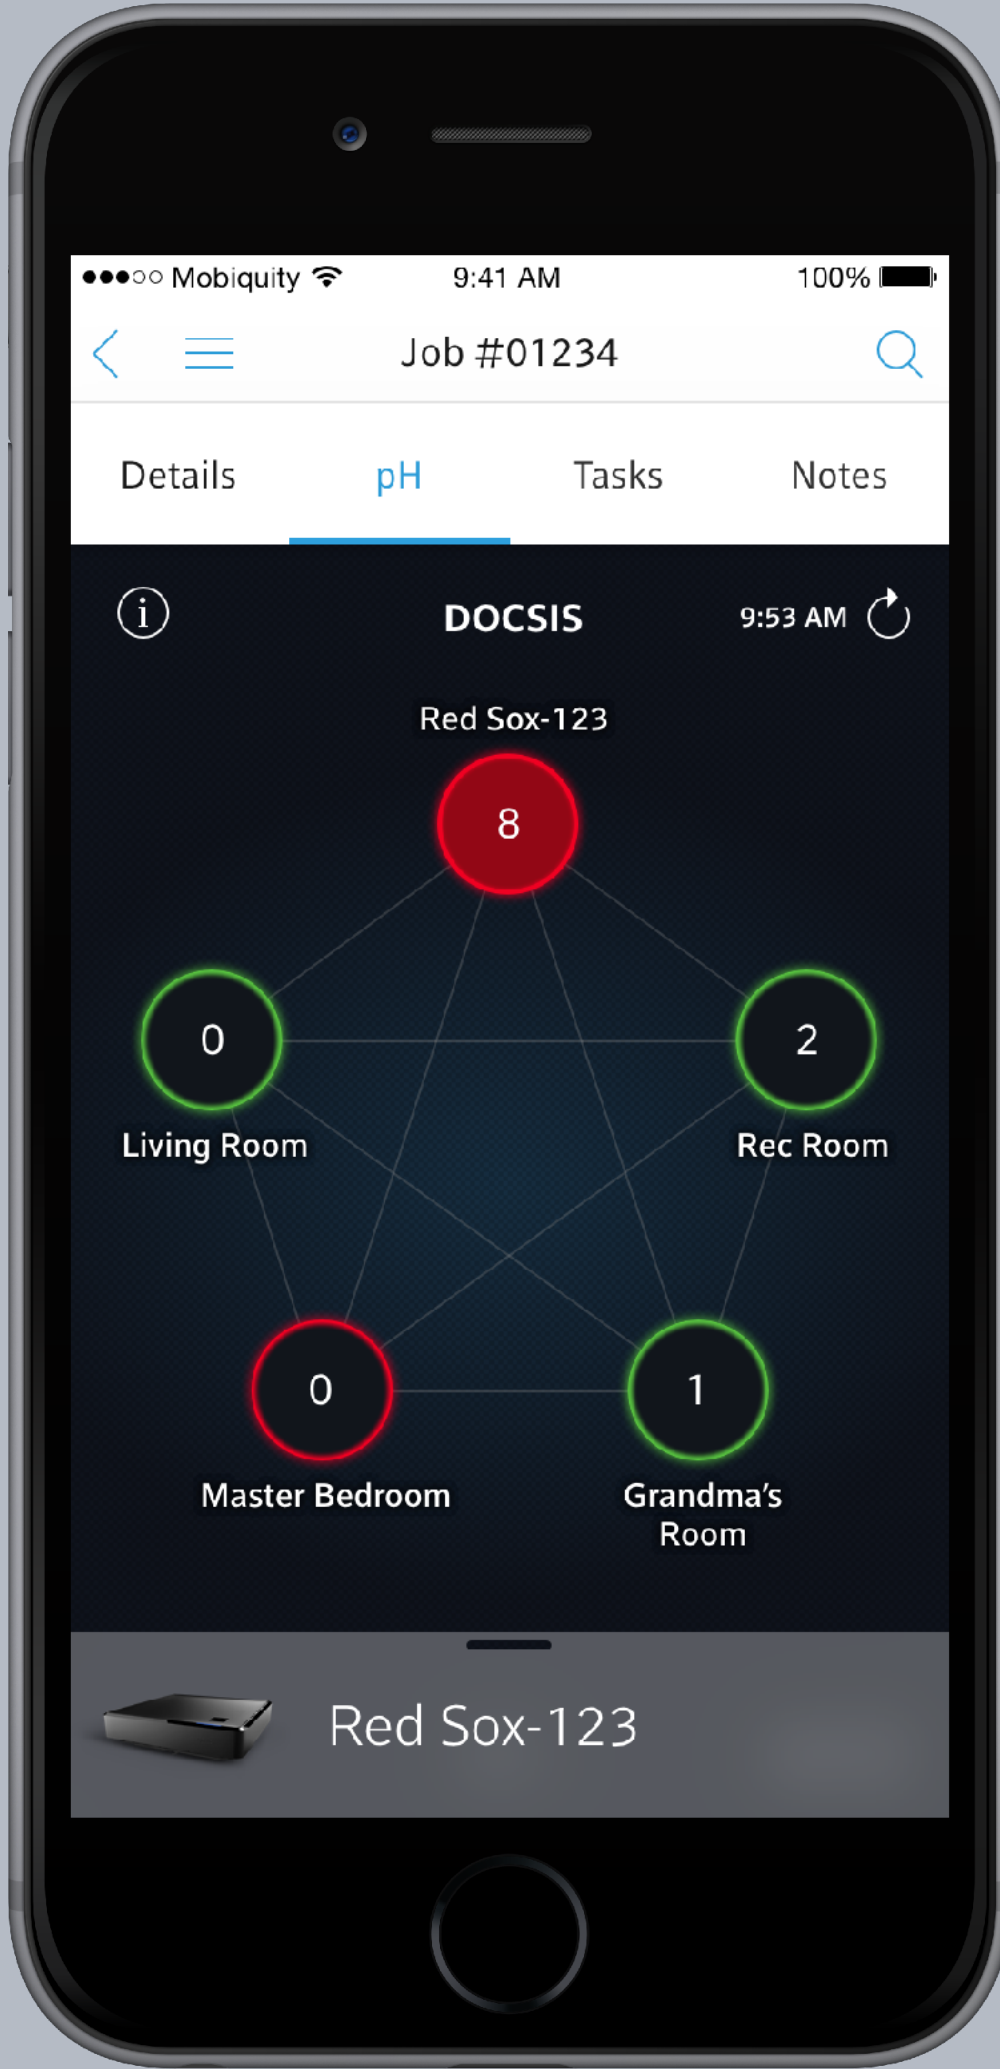 Mobiquity 9:41 AM 100%
Job #01234
Details pH Tasks Notes
i DOCSIS 9:53 AM
Red Sox-123
8
0 2
Living Room Rec Room
0 1
Master Bedroom Grandma's
Room
Red Sox-123